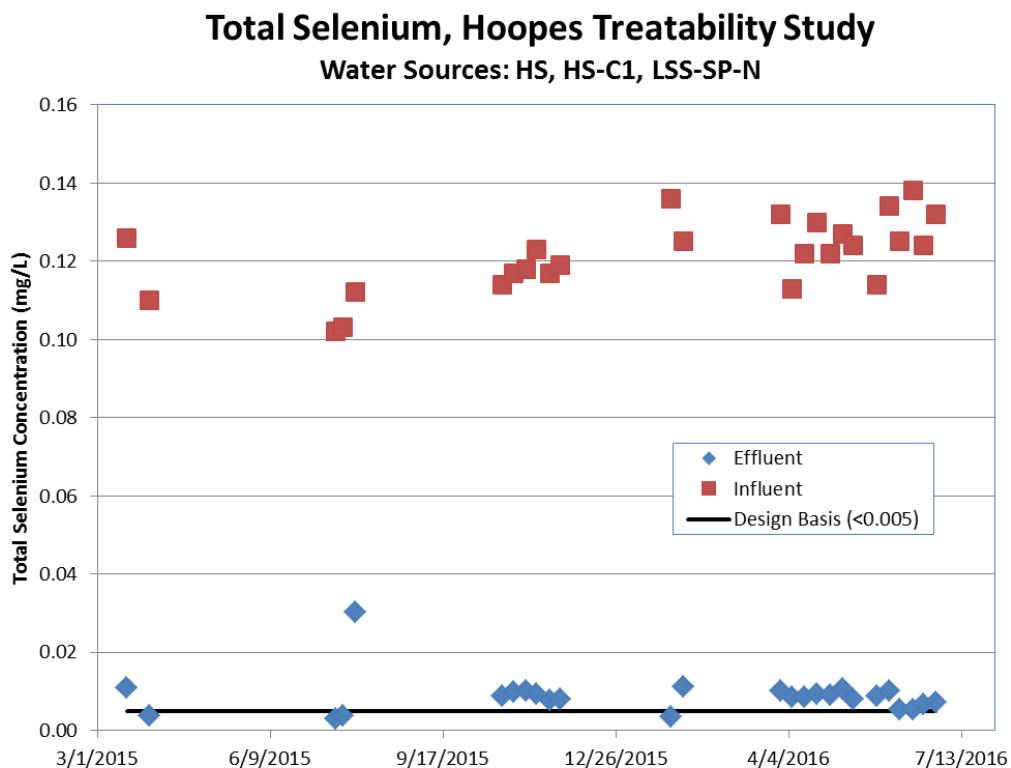 Total Selenium, Hoopes Treatability Study
Water Sources: HS, HS-C1, LSS-SP-N
Total Selenium Concentration (mg/L)
0.16
0.14
0.12
0.10
0.08
0.06
0.04
0.02
0.00
Effluent
Influent
Design Basis (<0.005)
3/1/2015 6/9/2015 9/17/2015 12/26/2015 4/4/2016 7/13/2016